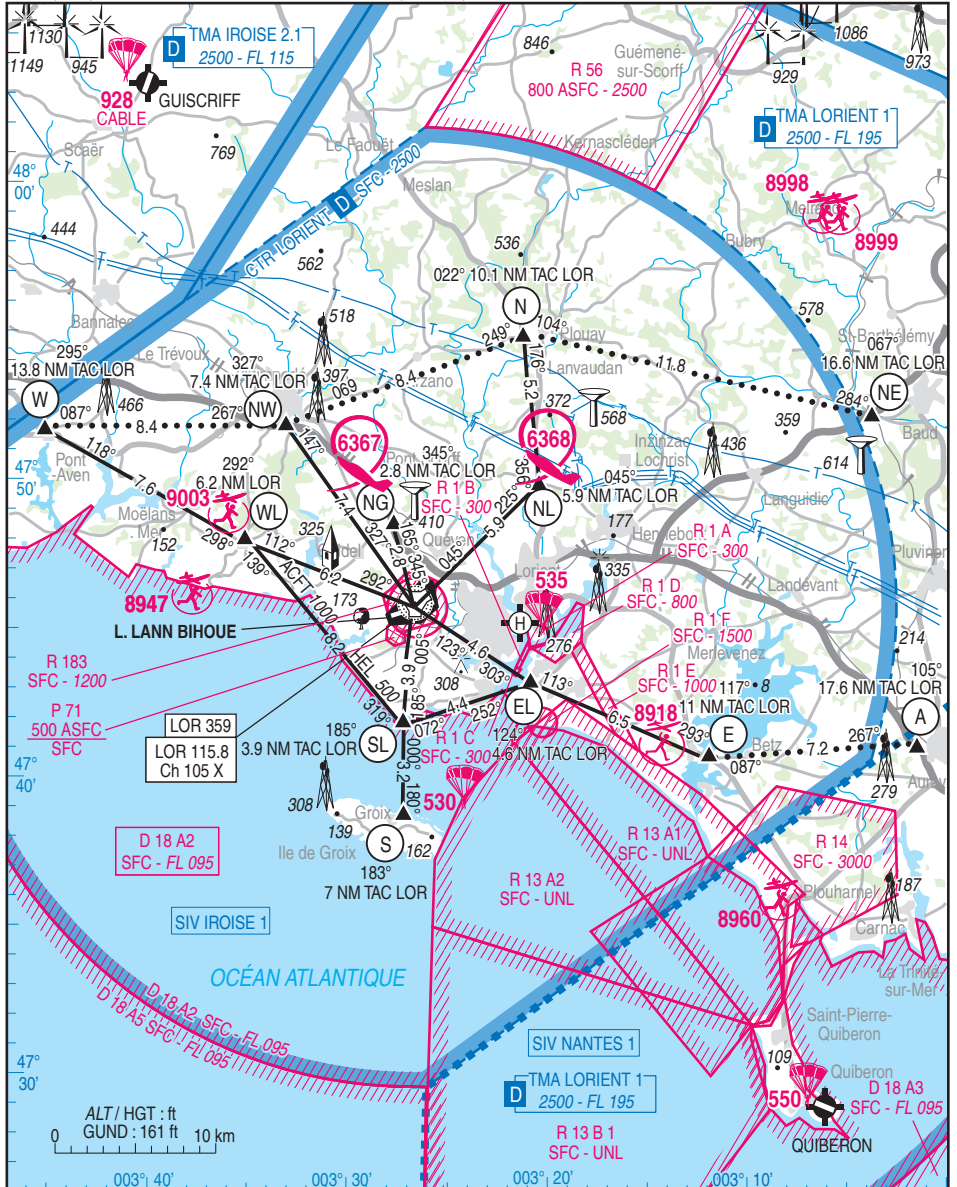 1130
1149
945
D
TMA IROISE 2.1
2500 - FL 115
928
CABLE
GUISCRIFF
Scaër
769
Le Faouët
Meslan
846
Guémené-
sur-Scorff
R 56
800 ASFC - 2500
Kernascléden
1086
929
973
D
TMA LORIENT 1
2500 - FL 195
8998
8999
Bubry
48°
00'
444
562
CTR LORIENT D SFC - 2500
536
022° 10.1 NM TAC LOR
N
Plouay
Lanvaudan
249°
104°
11.8
578
St-Barthélémy
067°
16.6 NM TAC LOR
NE
284°
Baud
Bannalec
Le Trévoux
518
397
295°
13.8 NM TAC LOR
W
466
327°
7.4 NM TAC LOR
NW
267°
069
8.4
087°
8.4
118°
7.6
Pont
Aven
147°
7.4
327°
176°
5.2
356°
372
568
436
359
614
Inzinzac
Lochrist
Languidic
47°
50'
6367
6368
345°
2.8 NM TAC LOR
NG
410
165°
2.8
345°
Quéven
R 1 B
SFC - 300
225°
5.9
045°
045°
5.9 NM TAC LOR
NL
177
335
R 1 A
SFC - 300
R 1 D
SFC - 800
R 1 F
SFC - 1500
Merlevenez
R 1 E
SFC - 1000
Landévant
Pluviner
9003
292°
6.2 NM LOR
WL
Moëlans
Mer
152
298°
112°
6.2
292°
139°
ACFT 1000
8.2
HEL 500
319°
325
173
8947
L. LANN BIHOUE
Lorient
535
H
276
308
123°
4.6
303°
113°
EL
124°
4.6 NM TAC LOR
6.5
293°
8918
117°
8
11 NM TAC LOR
E
Betz
087°
7.2
267°
214
105°
17.6 NM TAC LOR
A
Auray
279
R 183
SFC - 1200
P 71
500 ASFC
SFC
LOR 359
LOR 115.8
Ch 105 X
005°
3.9
185°
072°
4.4
252°
185°
3.9 NM TAC LOR
SL
R 1 C
SFC - 300
000°
3.2
180°
530
47°
40'
308
139
Groix
Ile de Groix
162
S
183°
7 NM TAC LOR
D 18 A2
SFC - FL 095
SIV IROISE 1
R 13 A1
SFC - UNL
R 13 A2
SFC - UNL
R 14
SFC - 3000
Plouharnel
187
Carnac
8960
La Trinité-
sur-Mer
OCÉAN ATLANTIQUE
D 18 A2 SFC - FL 095
D 18 A5 SFC - FL 095
Saint-Pierre-
Quiberon
SIV NANTES 1
109
Quiberon
550
QUIBERON
D 18 A3
SFC - FL 095
D
TMA LORIENT 1
2500 - FL 195
R 13 B 1
SFC - UNL
47°
30'
ALT / HGT : ft
GUND : 161 ft
0
10 km
003° 40'
003° 30'
003° 20'
003° 10'